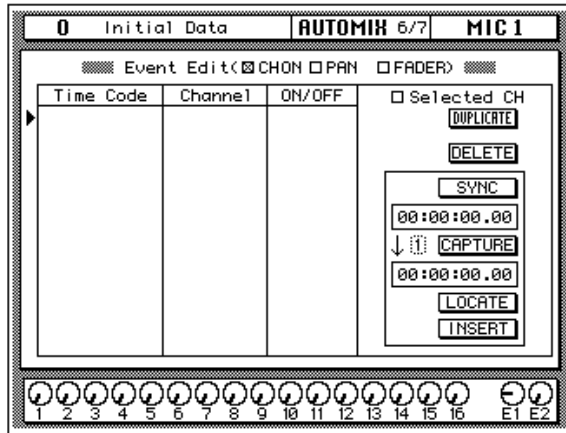 0 Initial Data AUTOMIX 6/7 MIC 1
Event Edit( CHON PAN FADER)
Time Code Channel ON/OFF Selected CH
DUPLICATE
DELETE
SYNC
00:00:00.00
1 CAPTURE
00:00:00.00
LOCATE
INSERT
1 2 3 4 5 6 7 8 9 10 11 12 13 14 15 16 E1 E2